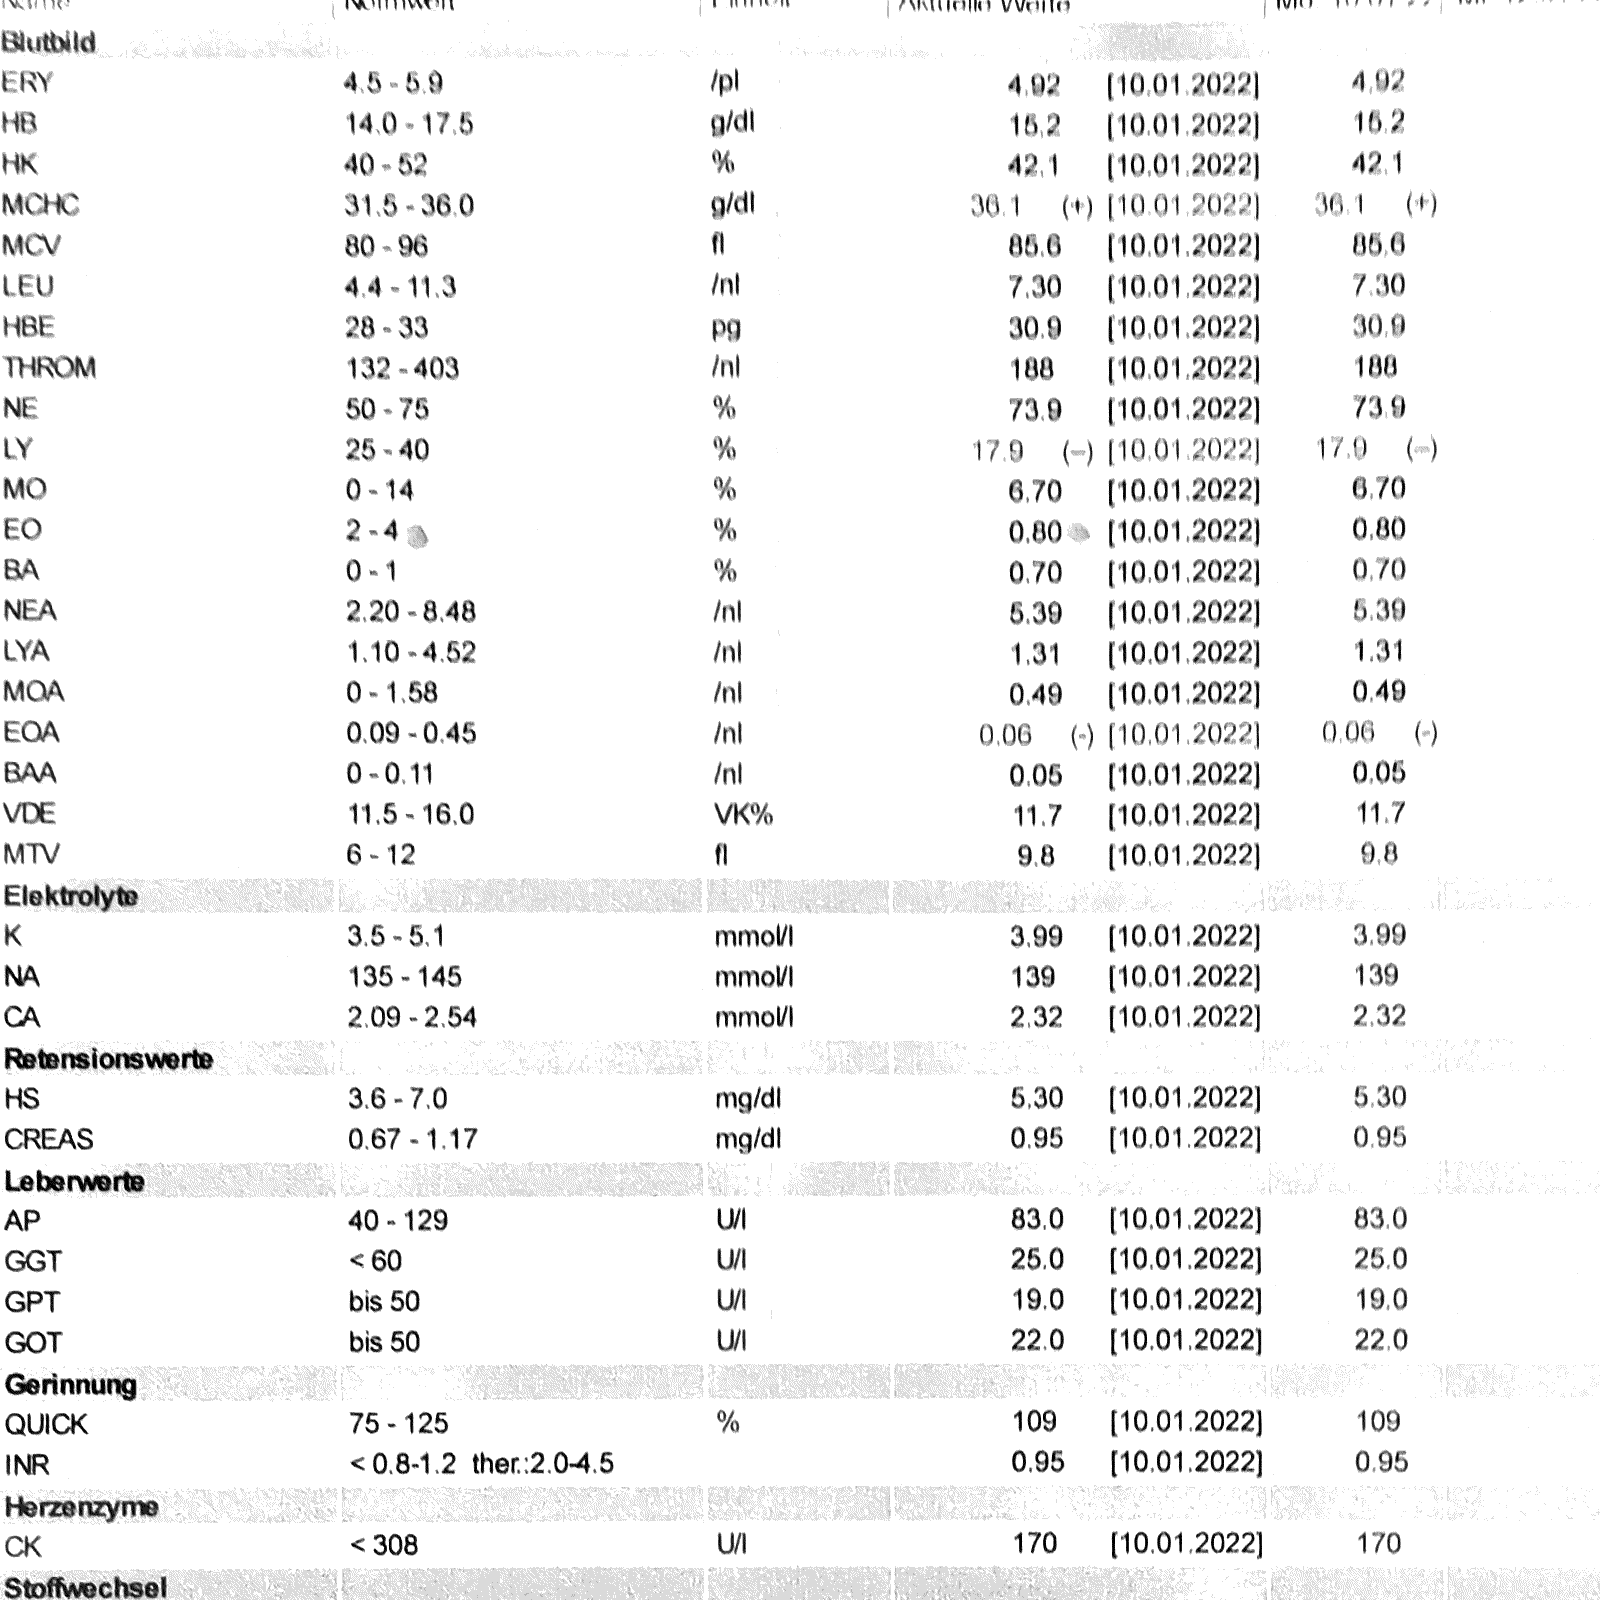 Name Normwert Einheit Aktuelle Werte
Blutbild
ERY 4.5 - 5.9 /pl 4.92 [10.01.2022] 4.92
HB 14.0 - 17.5 g/dl 15.2 [10.01.2022] 15.2
HK 40 - 52 % 42.1 [10.01.2022] 42.1
MCHC 31.5 - 36.0 g/dl 36.1 (+) [10.01.2022] 36.1 (+)
MCV 80 - 96 fl 85.6 [10.01.2022] 85.6
LEU 4.4 - 11.3 /nl 7.30 [10.01.2022] 7.30
HBE 28 - 33 pg 30.9 [10.01.2022] 30.9
THROM 132 - 403 /nl 188 [10.01.2022] 188
NE 50 - 75 % 73.9 [10.01.2022] 73.9
LY 25 - 40 % 17.9 (--) [10.01.2022] 17.9 (--)
MO 0 - 14 % 6.70 [10.01.2022] 6.70
EO 2 - 4 % 0.80 [10.01.2022] 0.80
BA 0 - 1 % 0.70 [10.01.2022] 0.70
NEA 2.20 - 8.48 /nl 5.39 [10.01.2022] 5.39
LYA 1.10 - 4.52 /nl 1.31 [10.01.2022] 1.31
MOA 0 - 1.58 /nl 0.49 [10.01.2022] 0.49
EOA 0.09 - 0.45 /nl 0.06 (-) [10.01.2022] 0.06 (-)
BAA 0 - 0.11 /nl 0.05 [10.01.2022] 0.05
VDE 11.5 - 16.0 VK% 11.7 [10.01.2022] 11.7
MTV 6 - 12 fl 9.8 [10.01.2022] 9.8
Elektrolyte
K 3.5 - 5.1 mmol/l 3.99 [10.01.2022] 3.99
NA 135 - 145 mmol/l 139 [10.01.2022] 139
CA 2.09 - 2.54 mmol/l 2.32 [10.01.2022] 2.32
Retensionswerte
HS 3.6 - 7.0 mg/dl 5.30 [10.01.2022] 5.30
CREAS 0.67 - 1.17 mg/dl 0.95 [10.01.2022] 0.95
Leberwerte
AP 40 - 129 U/l 83.0 [10.01.2022] 83.0
GGT < 60 U/l 25.0 [10.01.2022] 25.0
GPT bis 50 U/l 19.0 [10.01.2022] 19.0
GOT bis 50 U/l 22.0 [10.01.2022] 22.0
Gerinnung
QUICK 75 - 125 % 109 [10.01.2022] 109
INR < 0.8-1.2 ther.:2.0-4.5 0.95 [10.01.2022] 0.95
Herzenzyme
CK < 308 U/l 170 [10.01.2022] 170
Stoffwechsel